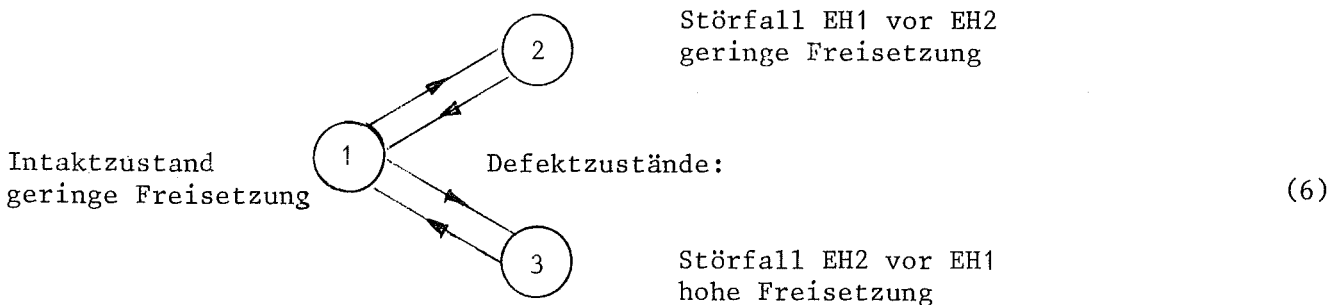 Störfall EH1 vor EH2
geringe Freisetzung
2
Intaktzustand
geringe Freisetzung
1
Defektzustände:
(6)
3
Störfall EH2 vor EH1
hohe Freisetzung